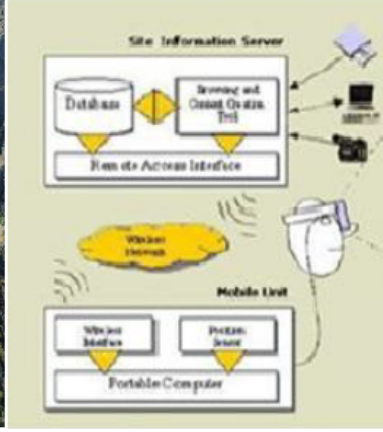 Site Information Server
Database
Browsing and
Content Creation
Tool
Remote Access Interface
Wireless
Network
Mobile Unit
Wireless
Interface
Position
Sensor
Portable Computer